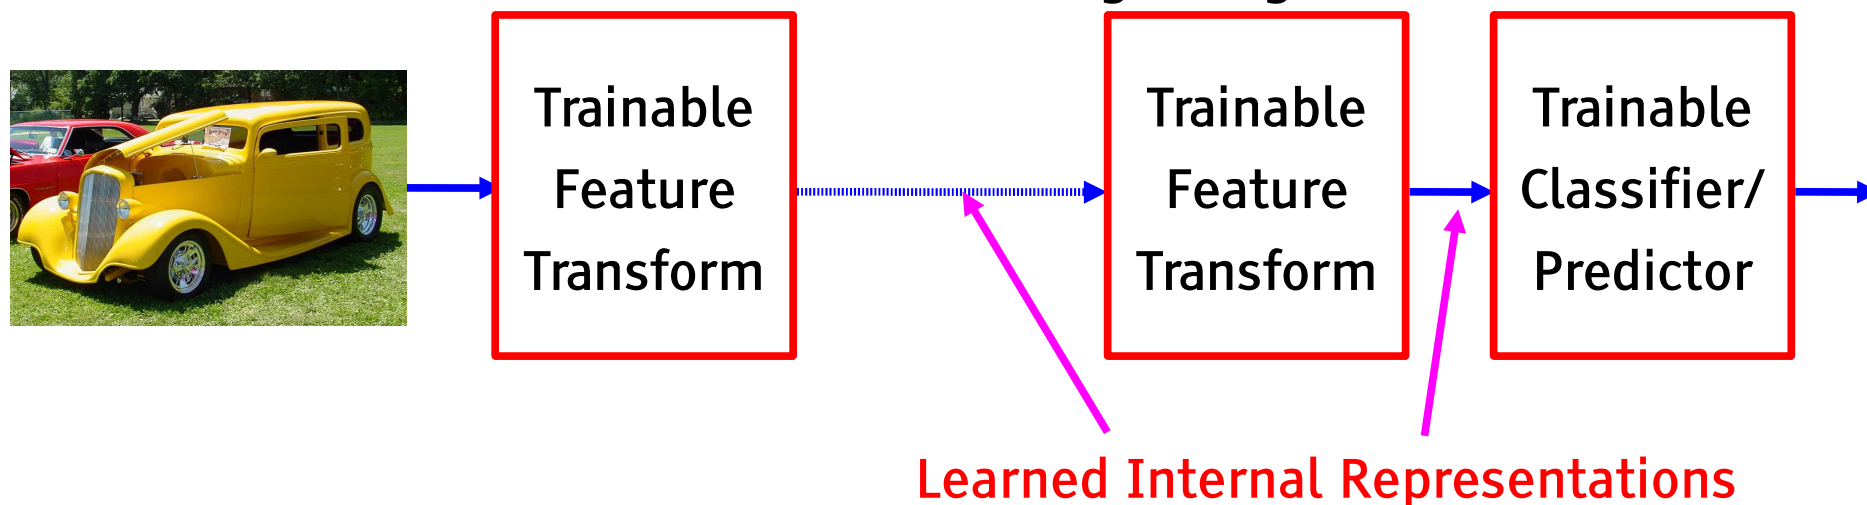 Trainable
Feature
Transform
Trainable
Feature
Transform
Trainable
Classifier/
Predictor
Learned Internal Representations